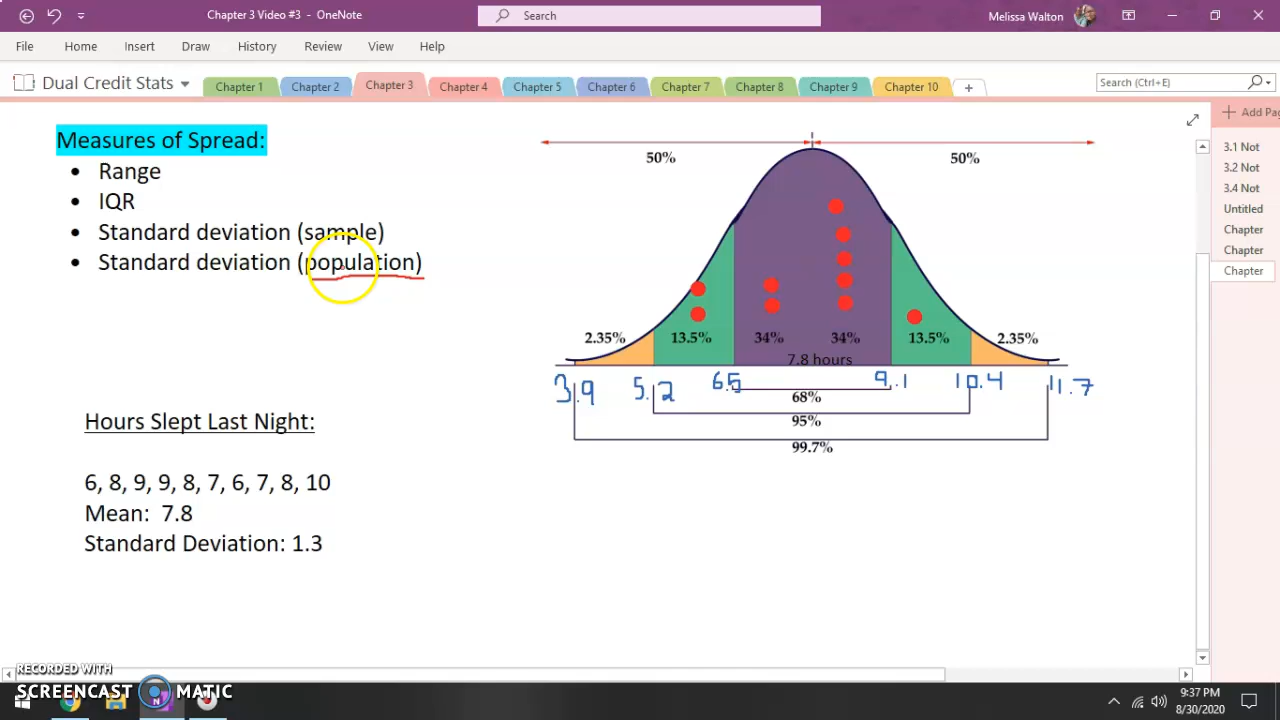 Chapter 3 Video #3 - OneNote
Search
Melissa Walton
File Home Insert Draw History Review View Help
Dual Credit Stats
Chapter 1 Chapter 2 Chapter 3 Chapter 4 Chapter 5 Chapter 6 Chapter 7 Chapter 8 Chapter 9 Chapter 10 +
Search (Ctrl+E)
Add Pag
3.1 Not
3.2 Not
3.4 Not
Untitled
Chapter
Chapter
Chapter
Measures of Spread:
• Range
• IQR
• Standard deviation (sample)
• Standard deviation (population)
50% 50%
2.35% 13.5% 34% 34% 13.5% 2.35%
7.8 hours
3.9 5.2 6.5 9.1 10.4 11.7
68%
95%
99.7%
Hours Slept Last Night:
6, 8, 9, 9, 8, 7, 6, 7, 8, 10
Mean: 7.8
Standard Deviation: 1.3
RECORDED WITH
SCREENCAST MATIC
9:37 PM
8/30/2020